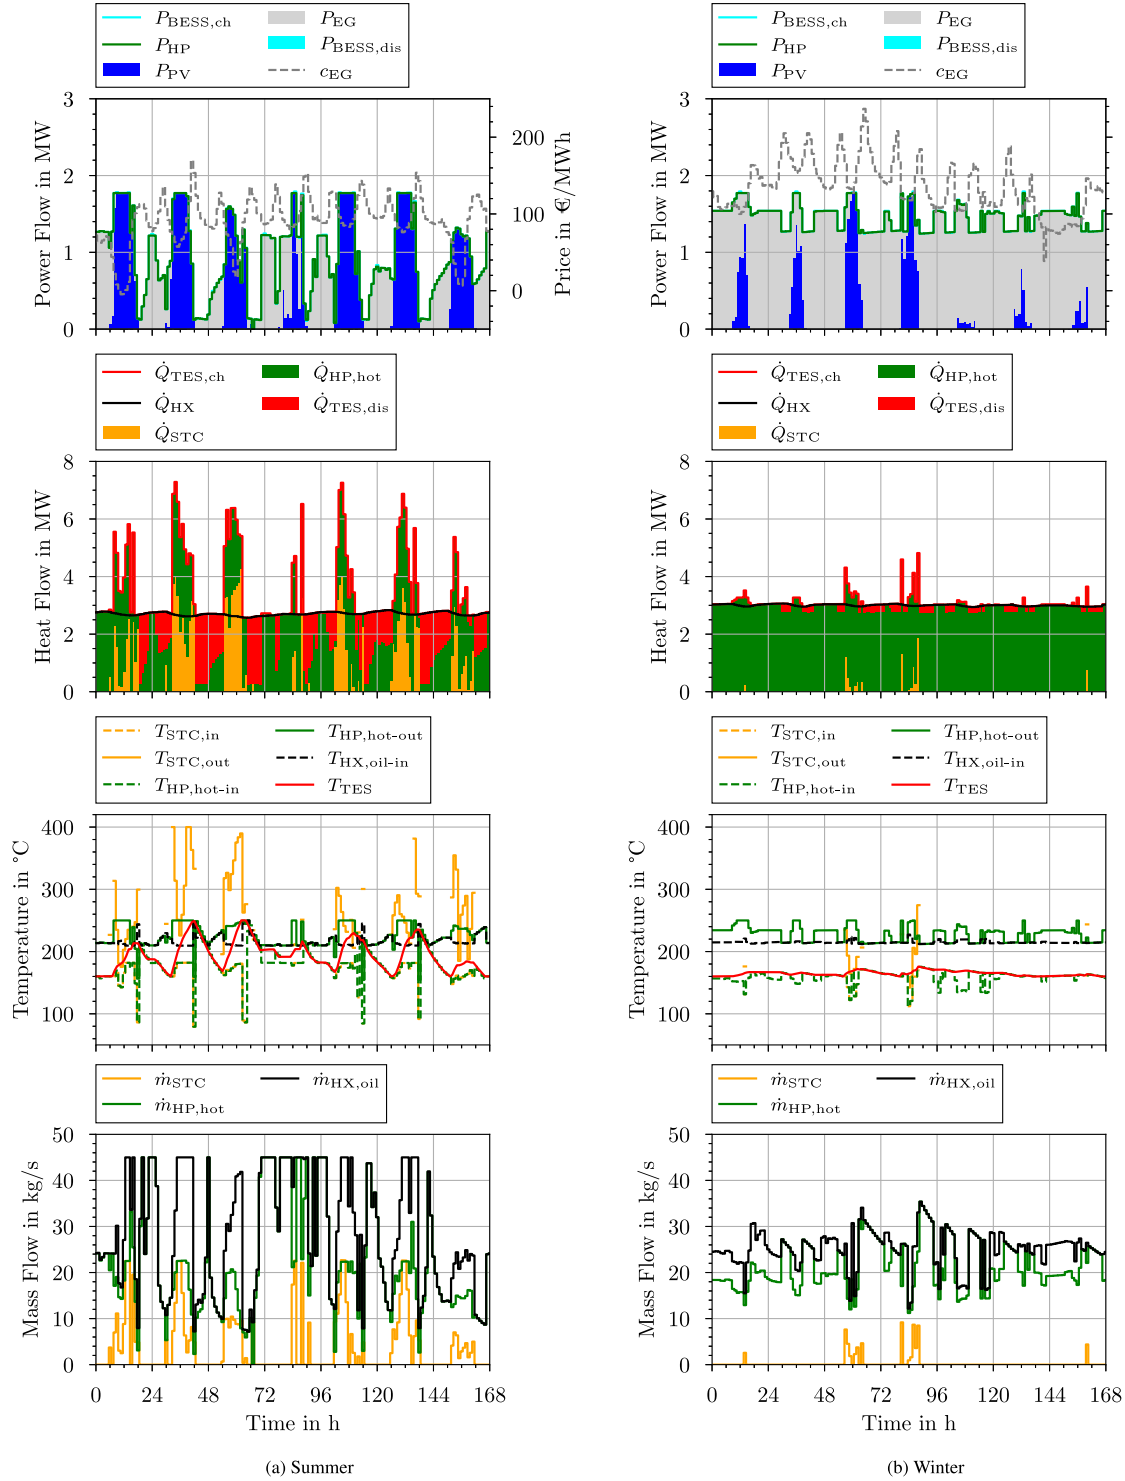 P_BESS,ch P_EG
P_HP P_BESS,dis
P_PV c_EG
P_BESS,ch P_EG
P_HP P_BESS,dis
P_PV c_EG
Power Flow in MW
3
2
1
0
200
100
0
Price in €/MWh
Power Flow in MW
3
2
1
0
Q̇_TES,ch Q̇_HP,hot
Q̇_HX Q̇_TES,dis
Q̇_STC
Q̇_TES,ch Q̇_HP,hot
Q̇_HX Q̇_TES,dis
Q̇_STC
Heat Flow in MW
8
6
4
2
0
Heat Flow in MW
8
6
4
2
0
T_STC,in T_HP,hot-out
T_STC,out T_HX,oil-in
T_HP,hot-in T_TES
T_STC,in T_HP,hot-out
T_STC,out T_HX,oil-in
T_HP,hot-in T_TES
Temperature in °C
400
300
200
100
Temperature in °C
400
300
200
100
ṁ_STC ṁ_HX,oil
ṁ_HP,hot
ṁ_STC ṁ_HX,oil
ṁ_HP,hot
Mass Flow in kg/s
50
40
30
20
10
0
0 24 48 72 96 120 144 168
Time in h
Mass Flow in kg/s
50
40
30
20
10
0
0 24 48 72 96 120 144 168
Time in h
(a) Summer
(b) Winter